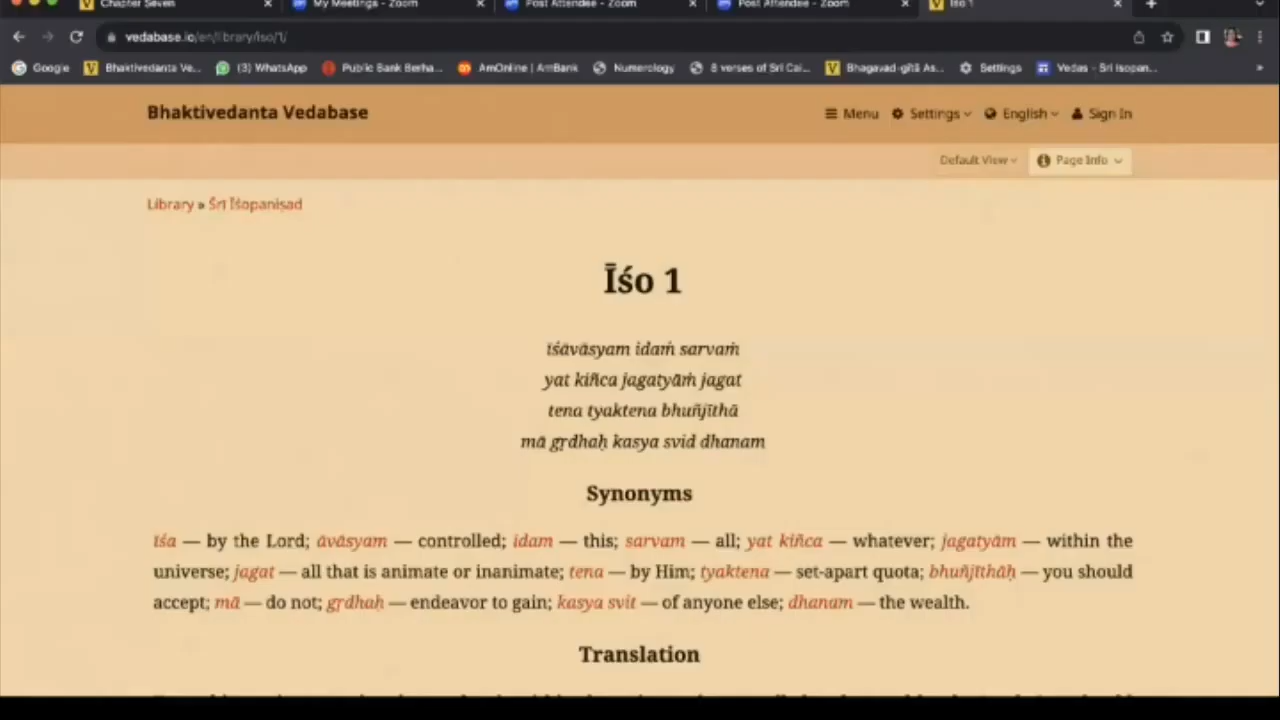 Chapter Seven
My Meetings - Zoom
Post Attendee - Zoom
Post Attendee - Zoom
Īśo 1
vedabase.io/en/library/iso/1/
Google
Bhaktivedanta Ve...
(3) WhatsApp
Public Bank Berha...
AmOnline | AmBank
Numerology
8 verses of Sri Cai...
Bhagavad-gītā As...
Settings
Vedas - Sri Isopan...
»
Bhaktivedanta Vedabase
Menu Settings English Sign In
Default View Page Info
Library » Śrī Īśopaniṣad
Īśo 1
īśāvāsyam idaṁ sarvaṁ
yat kiñca jagatyāṁ jagat
tena tyaktena bhuñjīthā
mā gṛdhaḥ kasya svid dhanam
Synonyms
īśa — by the Lord; āvāsyam — controlled; idam — this; sarvam — all; yat kiñca — whatever; jagatyām — within the
universe; jagat — all that is animate or inanimate; tena — by Him; tyaktena — set-apart quota; bhuñjīthāḥ — you should
accept; mā — do not; gṛdhaḥ — endeavor to gain; kasya svit — of anyone else; dhanam — the wealth.
Translation